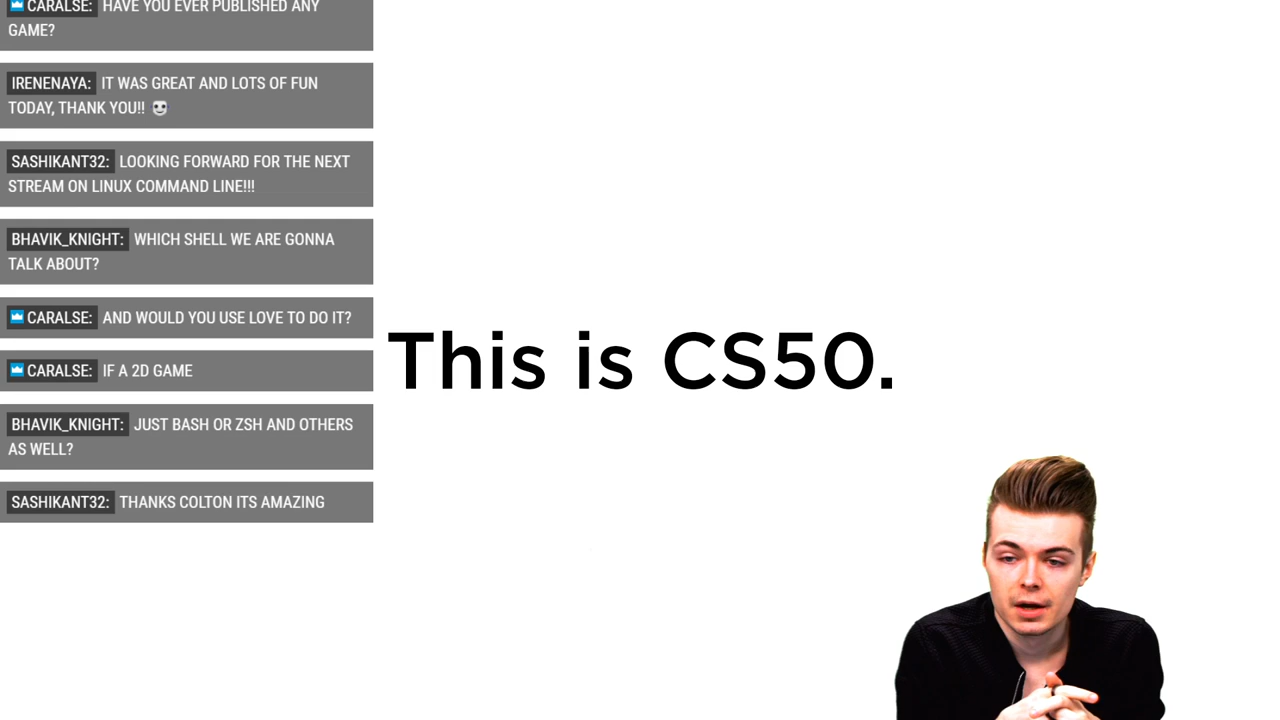 CARALSE: HAVE YOU EVER PUBLISHED ANY
GAME?
IRENENAYA: IT WAS GREAT AND LOTS OF FUN
TODAY, THANK YOU!!
SASHIKANT32: LOOKING FORWARD FOR THE NEXT
STREAM ON LINUX COMMAND LINE!!!
BHAVIK_KNIGHT: WHICH SHELL WE ARE GONNA
TALK ABOUT?
CARALSE: AND WOULD YOU USE LOVE TO DO IT?
CARALSE: IF A 2D GAME
BHAVIK_KNIGHT: JUST BASH OR ZSH AND OTHERS
AS WELL?
SASHIKANT32: THANKS COLTON ITS AMAZING
This is CS50.